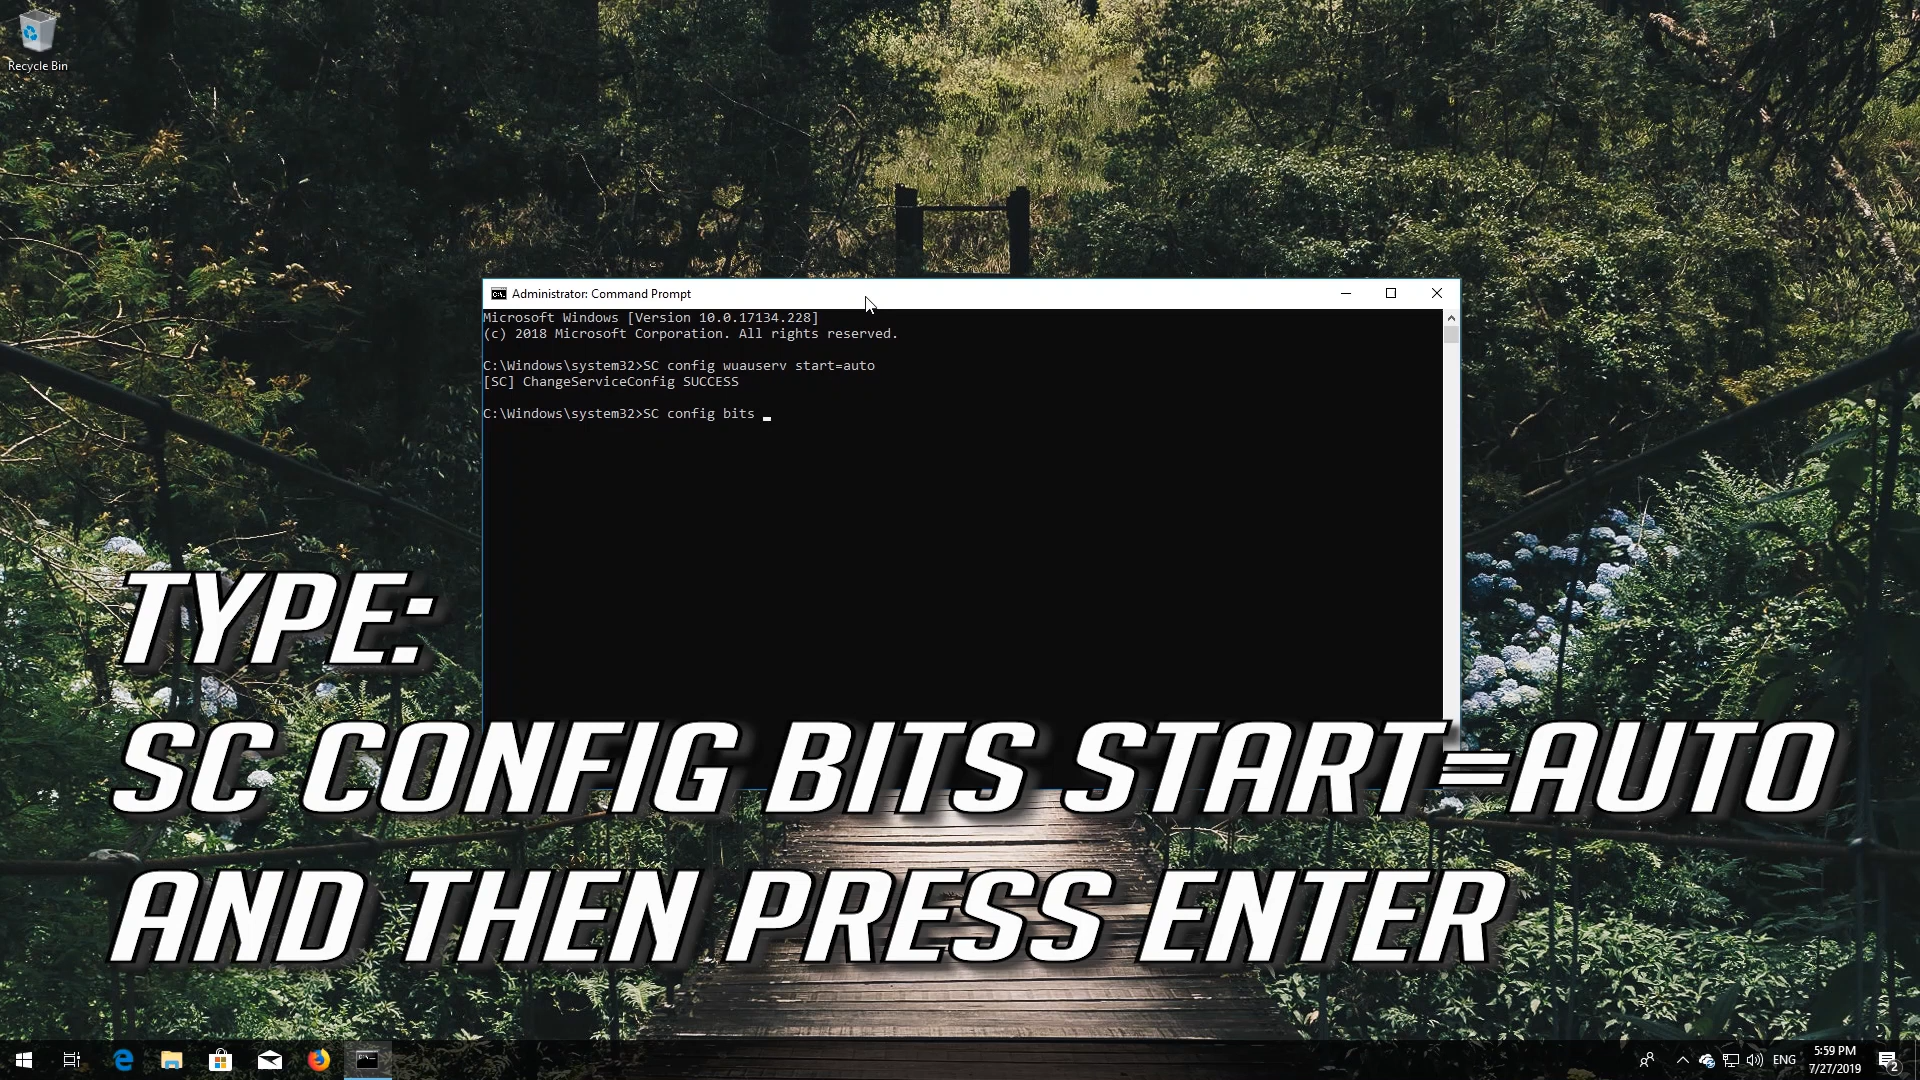 Recycle Bin
Administrator: Command Prompt
Microsoft Windows [Version 10.0.17134.228]
(c) 2018 Microsoft Corporation. All rights reserved.
C:\Windows\system32>SC config wuauserv start=auto
[SC] ChangeServiceConfig SUCCESS
C:\Windows\system32>SC config bits
TYPE:
SC CONFIG BITS START=AUTO
AND THEN PRESS ENTER
ENG
5:59 PM
7/27/2019
2